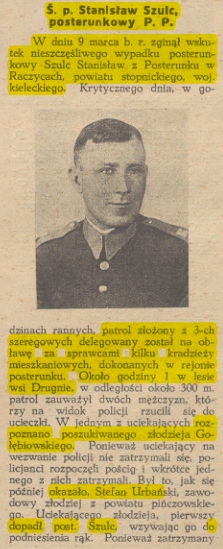 Ś. p. Stanisław Szulc,
posterunkowy P. P.
W dniu 9 marca b. r. zginął wsku-
tek nieszczęśliwego wypadku posterun-
kowy Szulc Stanisław z Posterunku w
Raczycach, powiatu stopnickiego, woj.
kieleckiego. Krytycznego dnia, w go-
dzinach rannych, patrol złożony z 3-ch
szeregowych delegowany został na ob-
ławę za sprawcami kilku kradzieży
mieszkaniowych, dokonanych w rejonie
posterunku. Około godziny 1 w lesie
wsi Drugnie, w odległości około 300 m.
patrol zauważył dwóch mężczyzn, któ-
rzy na widok policji rzucili się do
ucieczki. W jednym z uciekających roz-
poznano poszukiwanego złodzieja Go-
łębiowskiego. Ponieważ uciekający na
wezwanie policji nie zatrzymali się, po-
licjanci rozpoczęli pościg i wkrótce jed-
nego z nich zatrzymali. Był to, jak się
później okazało, Stefan Urbański, zawo-
dowy złodziej z powiatu pińczowskie-
go. Uciekającego złodzieja, pierwszy
dopadł post. Szulc, wzywając go do
podniesienia rąk. Ponieważ zatrzymany